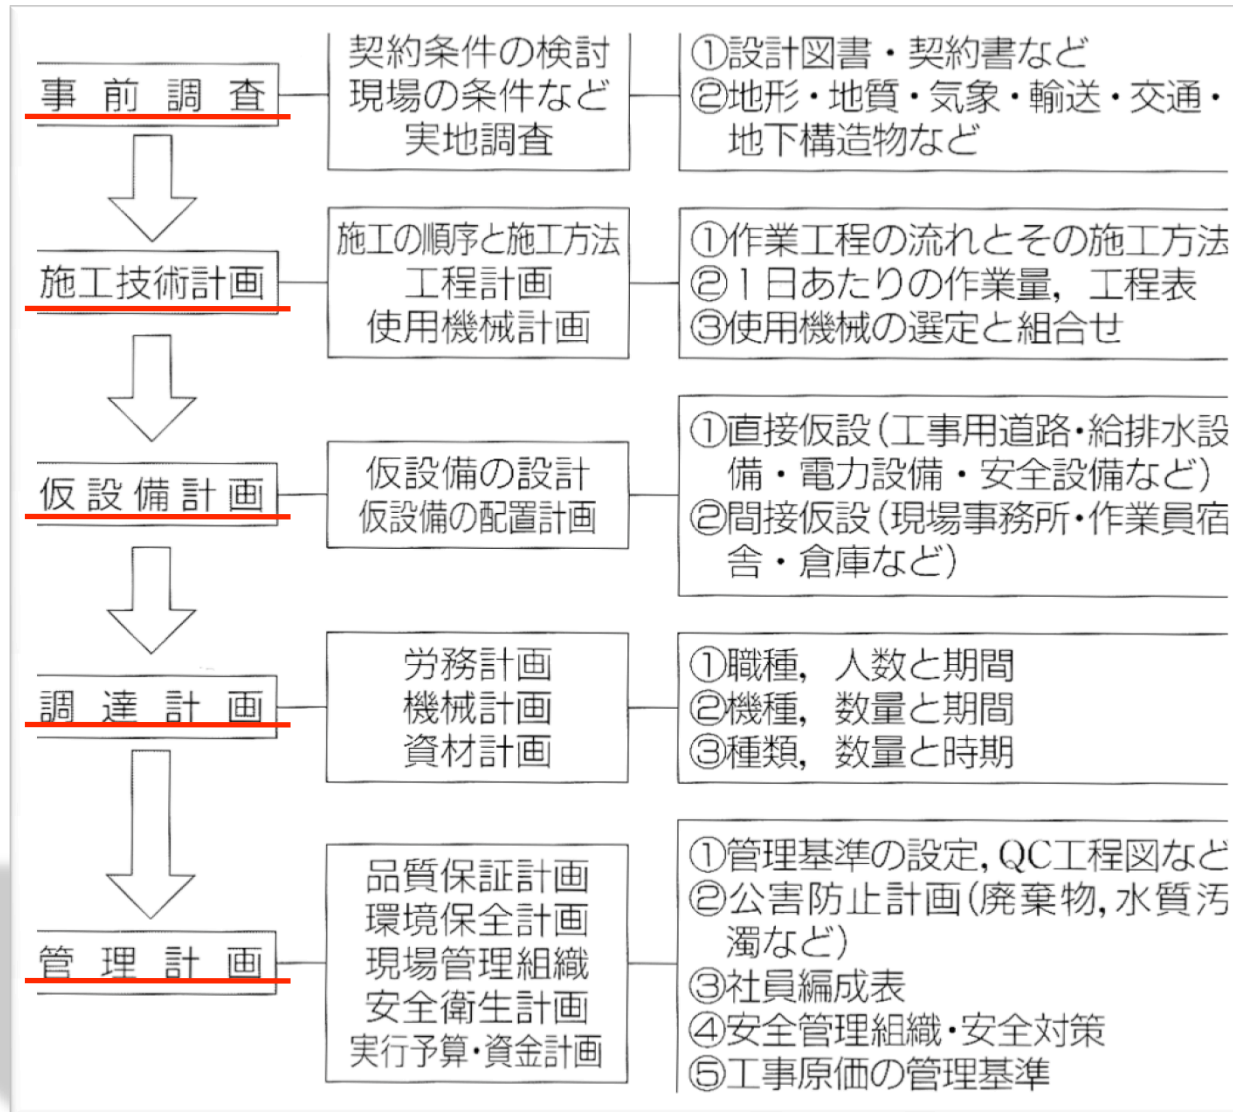 事前調査
契約条件の検討
現場の条件など
実地調査
①設計図書・契約書など
②地形・地質・気象・輸送・交通・
地下構造物など
施工技術計画
施工の順序と施工方法
工程計画
使用機械計画
①作業工程の流れとその施工方法
②1日あたりの作業量，工程表
③使用機械の選定と組合せ
仮設備計画
仮設備の設計
仮設備の配置計画
①直接仮設(工事用道路・給排水設
備・電力設備・安全設備など)
②間接仮設(現場事務所・作業員宿
舎・倉庫など)
調達計画
労務計画
機械計画
資材計画
①職種，人数と期間
②機種，数量と期間
③種類，数量と時期
管理計画
品質保証計画
環境保全計画
現場管理組織
安全衛生計画
実行予算・資金計画
①管理基準の設定，QC工程図など
②公害防止計画(廃棄物，水質汚
濁など)
③社員編成表
④安全管理組織・安全対策
⑤工事原価の管理基準